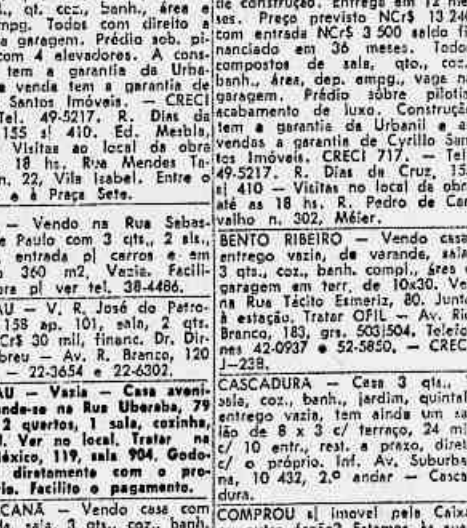 , qt. coz., banh., área e
mpg. Todos com direito a
a garagem. Prédio sob. pi-
com 4 elevadores. A cons-
tem a garantia da Urba-
a venda tem a garantia de
Santos Imóveis. — CRECI
Tel. 49-5217. R. Dias da
155 s| 410. Ed. Mesbla,
Visitas ao local da obra
18 hs. Rua Mendes Ta-
n. 22, Vila Isabel. Entre o
e a Praça Sete.
— Vendo na Rua Sebas-
e Paulo com 3 qts., 2 sls.,
entrada p| carros e em
360 m2, Vazia. Facili-
ora p| ver tel. 38-4486.
AU — V. R. José do Patro-
158 ap. 101, sala, 2 qts.
Cr$ 30 mil, financ. Dr. Dir-
breu — Av. R. Branco, 120
— 22-3654 e 22-6302.
AU — Vazia — Casa aveni-
nde-se na Rua Uberaba, 79
2 quartos, 1 sala, cozinha,
l. Ver no local. Tratar na
México, 119, sala 904. Godo-
diretamente com o pro-
rio. Facilito o pagamento.
CANÃ — Vendo casa com
sala, 3 qts., coz., banh.
de construção. Entrega em 12 me-
ses. Preço previsto NCr$ 13 240
com entrada NCr$ 3 500 saldo fi-
nanciado em 36 meses. Todo
compostos de sala, qto., coz.
banh., área, dep. empg., vaga n
garagem. Prédio sôbre pilotis
acabamento de luxo. Construçã
tem a garantia da Urbanil e a
vendas a garantia de Cyrillo San
tos Imóveis. CRECI 717. — Tel
49-5217. R. Dias da Cruz, 155
s| 410 — Visitas no local da obr
até as 18 hs. R. Pedro de Car
valho n. 302, Méier.
BENTO RIBEIRO — Vendo casa
entrego vazia, de varanda, sala
3 qts., coz., banh. compl., área
garagem em terr, de 10x30. Ve
na Rua Tácito Esmeriz, 80. Junt
à estação. Tratar OFIL — Av. Ri
Branco, 183, grs. 503|504. Telefo
nes 42-0937 e 52-5850, — CREC
J—238.
CASCADURA — Casa 3 qts.,
sala, coz., banh., jardim, quintal
entrego vazia, tem ainda um sa
lão de 8 x 3 c/ terraço, 24 mi
c/ 10 entr., rest. a prazo, diret
c/ o próprio. Inf. Av. Suburba
na, 10 432, 2.º andar — Casca
dura.
COMPROU s| imovel pela Caixa